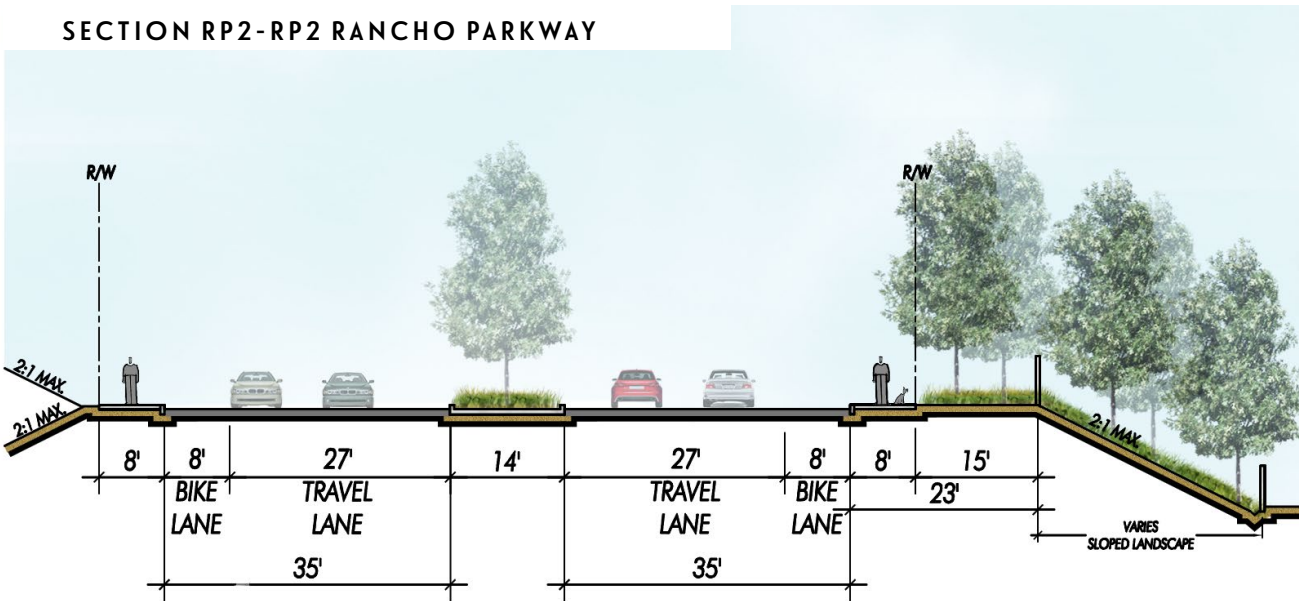 SECTION RP2-RP2 RANCHO PARKWAY
R/W
R/W
2:1 MAX.
2:1 MAX.
2:1 MAX.
8' 8' 27' 14' 27' 8' 8' 15'
BIKE TRAVEL TRAVEL BIKE 23'
LANE LANE LANE LANE
VARIES
SLOPED LANDSCAPE
35' 35'